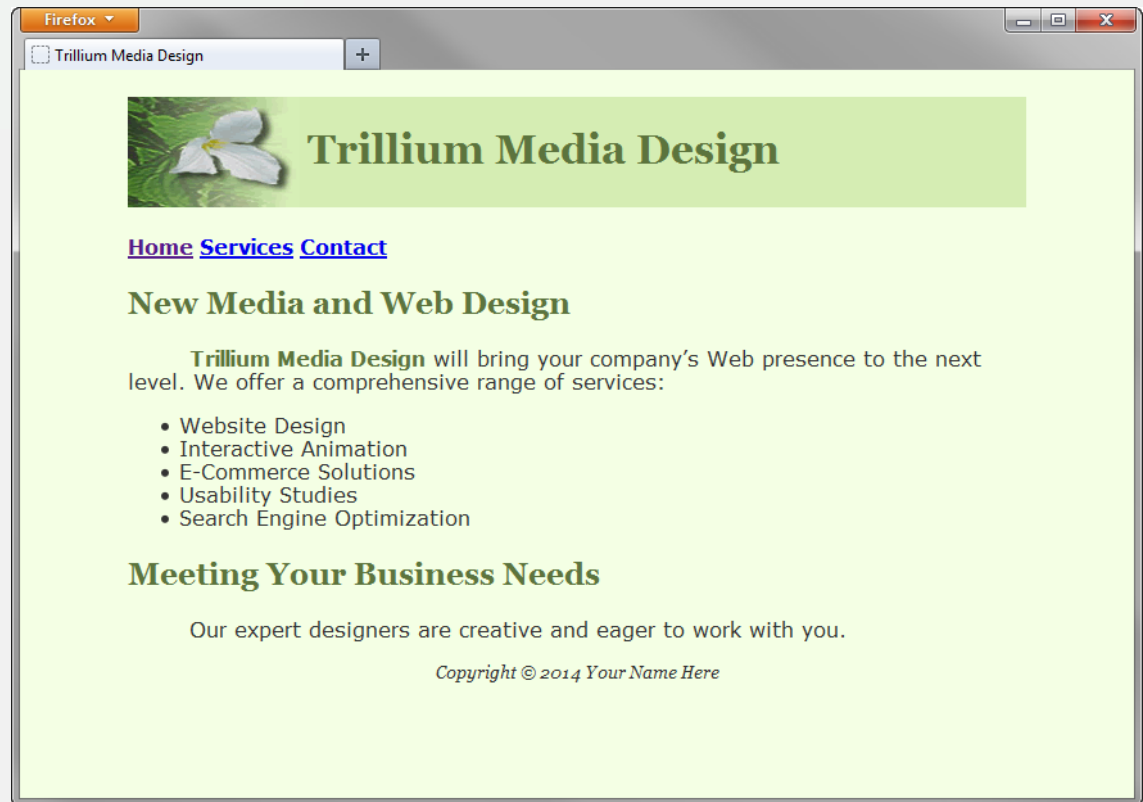 Firefox
Trillium Media Design
+
Trillium Media Design
Home Services Contact
New Media and Web Design
Trillium Media Design will bring your company’s Web presence to the next
level. We offer a comprehensive range of services:
• Website Design
• Interactive Animation
• E-Commerce Solutions
• Usability Studies
• Search Engine Optimization
Meeting Your Business Needs
Our expert designers are creative and eager to work with you.
Copyright © 2014 Your Name Here